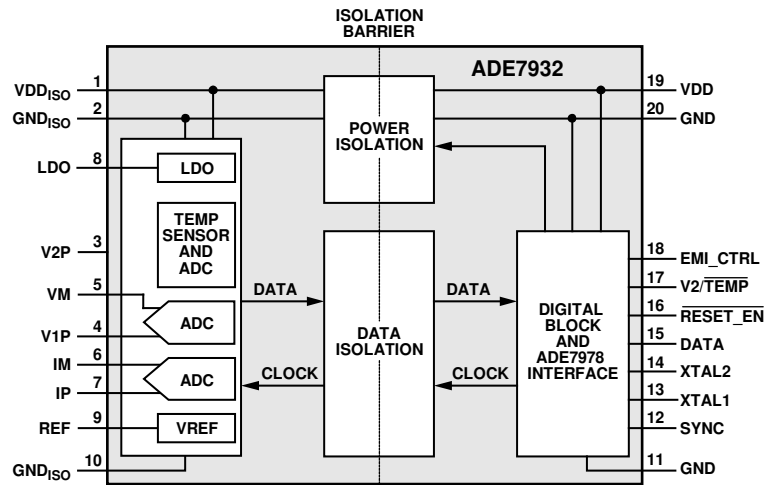 ISOLATION
BARRIER
ADE7932
1
VDDISO
2
GNDISO
8
LDO
LDO
TEMP
SENSOR
AND
ADC
3
V2P
5
VM
4
V1P
ADC
6
IM
7
IP
ADC
9
REF
VREF
10
GNDISO
POWER
ISOLATION
DATA
CLOCK
DATA
ISOLATION
DATA
CLOCK
DIGITAL
BLOCK
AND
ADE7978
INTERFACE
19
VDD
20
GND
18
EMI_CTRL
17
V2/TEMP
16
RESET_EN
15
DATA
14
XTAL2
13
XTAL1
12
SYNC
11
GND